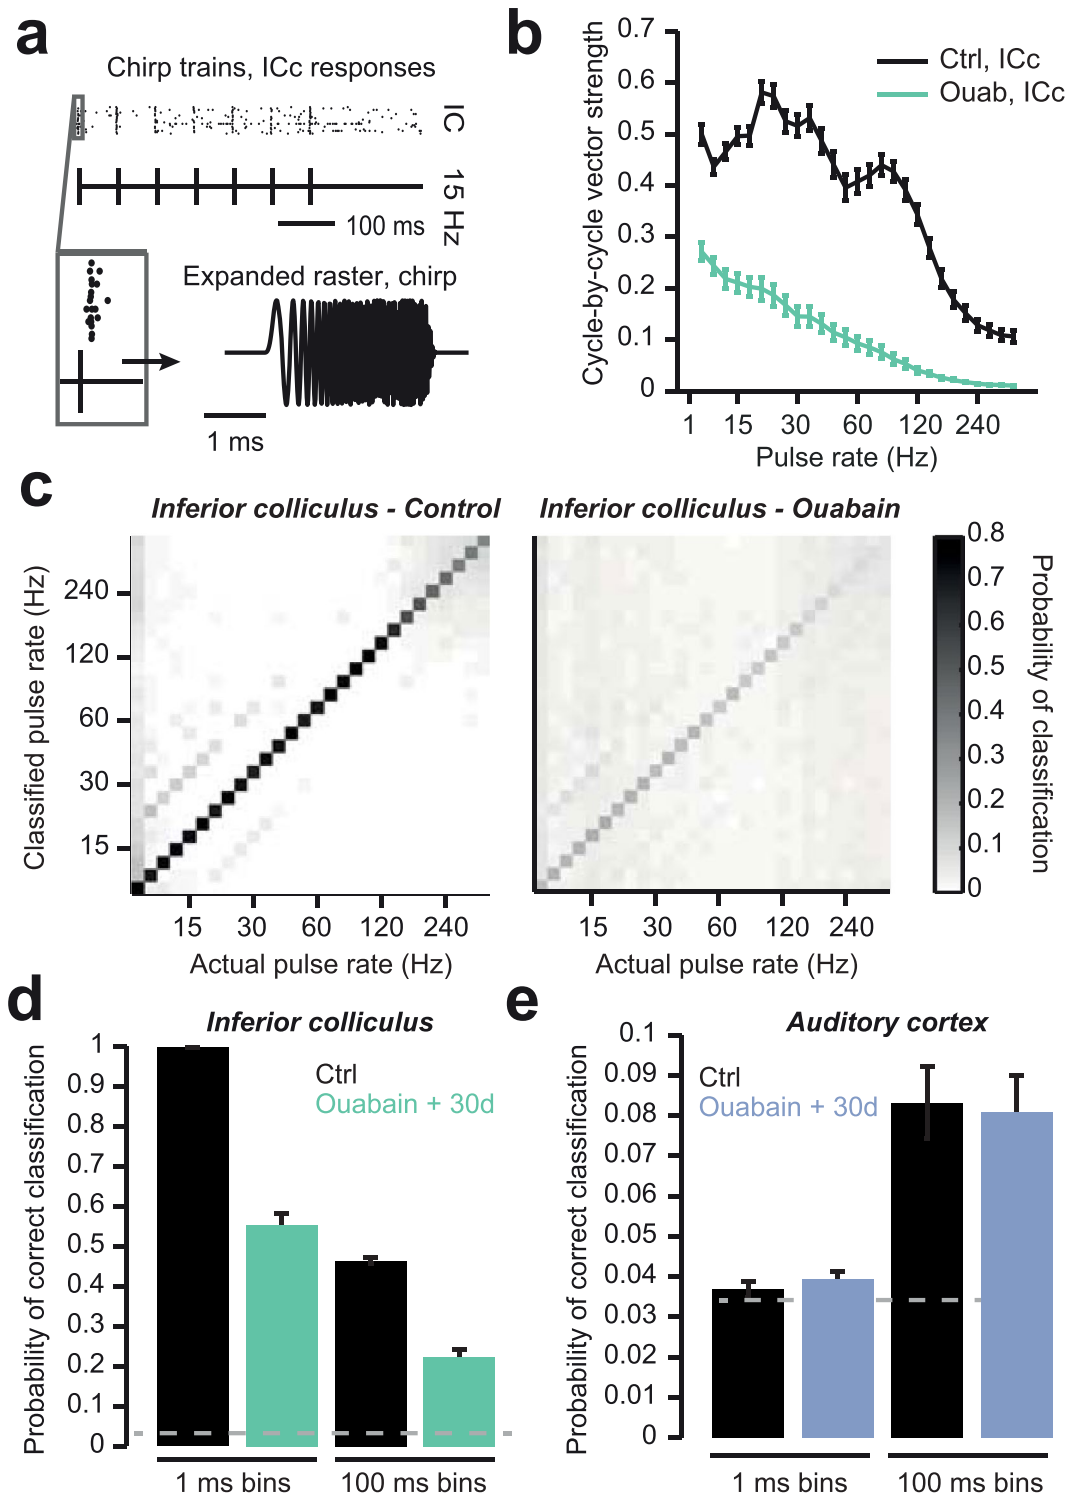 a
Chirp trains, ICc responses
IC
15 Hz
100 ms
Expanded raster, chirp
1 ms
b
Cycle-by-cycle vector strength
0.7
0.6
0.5
0.4
0.3
0.2
0.1
0
Ctrl, ICc
Ouab, ICc
1 15 30 60 120 240
Pulse rate (Hz)
c
Inferior colliculus - Control
Classified pulse rate (Hz)
240
120
60
30
15
15 30 60 120 240
Actual pulse rate (Hz)
Inferior colliculus - Ouabain
15 30 60 120 240
Actual pulse rate (Hz)
0.8
0.7
0.6
0.5
0.4
0.3
0.2
0.1
0
Probability of classification
d
Inferior colliculus
Probability of correct classification
1
0.9
0.8
0.7
0.6
0.5
0.4
0.3
0.2
0.1
0
Ctrl
Ouabain + 30d
1 ms bins 100 ms bins
e
Auditory cortex
Probability of correct classification
0.1
0.09
0.08
0.07
0.06
0.05
0.04
0.03
0.02
0.01
0
Ctrl
Ouabain + 30d
1 ms bins 100 ms bins